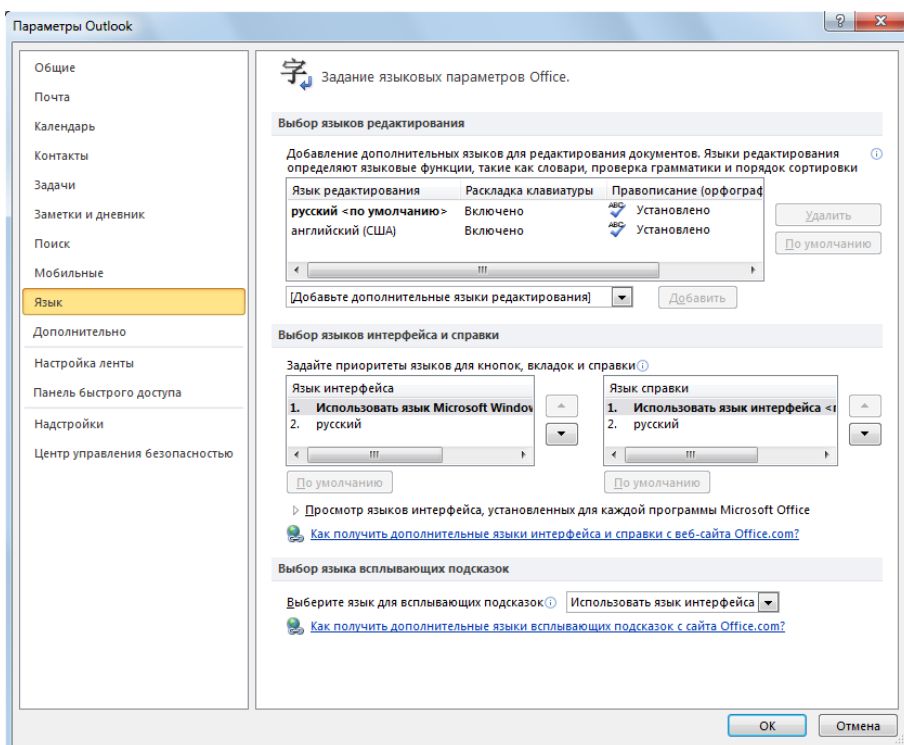 Параметры Outlook
Общие
Почта
Календарь
Контакты
Задачи
Заметки и дневник
Поиск
Мобильные
Язык
Дополнительно
Настройка ленты
Панель быстрого доступа
Надстройки
Центр управления безопасностью
字 Задание языковых параметров Office.
Выбор языков редактирования
Добавление дополнительных языков для редактирования документов. Языки редактирования
определяют языковые функции, такие как словари, проверка грамматики и порядок сортировки
Язык редактирования Раскладка клавиатуры Правописание (орфограф
русский <по умолчанию> Включено ABC Установлено
английский (США) Включено ABC Установлено
Удалить
По умолчанию
[Добавьте дополнительные языки редактирования] Добавить
Выбор языков интерфейса и справки
Задайте приоритеты языков для кнопок, вкладок и справки
Язык интерфейса
1. Использовать язык Microsoft Window
2. русский
По умолчанию
Язык справки
1. Использовать язык интерфейса <г
2. русский
По умолчанию
Просмотр языков интерфейса, установленных для каждой программы Microsoft Office
Как получить дополнительные языки интерфейса и справки с веб-сайта Office.com?
Выбор языка всплывающих подсказок
Выберите язык для всплывающих подсказок Использовать язык интерфейса
Как получить дополнительные языки всплывающих подсказок с сайта Office.com?
ОК Отмена